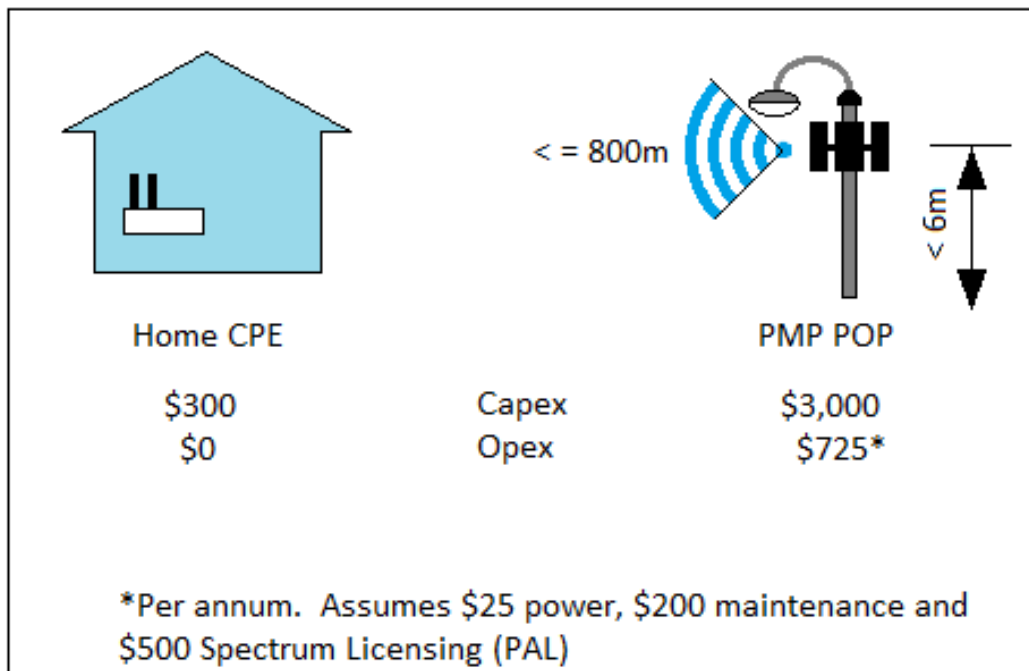 < = 800m
< 6m
Home CPE PMP POP
$300 Capex $3,000
$0 Opex $725*
*Per annum. Assumes $25 power, $200 maintenance and
$500 Spectrum Licensing (PAL)